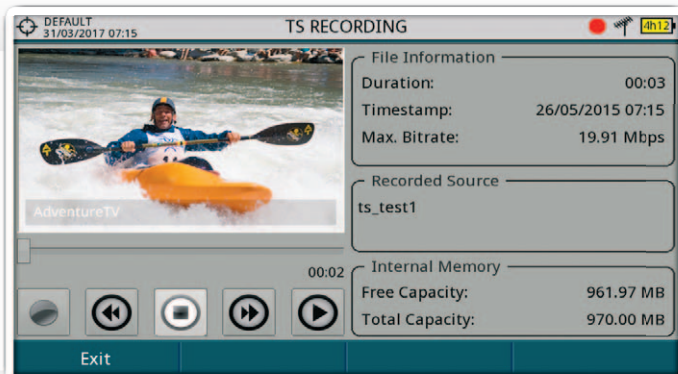 DEFAULT
31/03/2017 07:15
TS RECORDING
4h12
AdventureTV
00:02
File Information
Duration: 00:03
Timestamp: 26/05/2015 07:15
Max. Bitrate: 19.91 Mbps
Recorded Source
ts_test1
Internal Memory
Free Capacity: 961.97 MB
Total Capacity: 970.00 MB
Exit